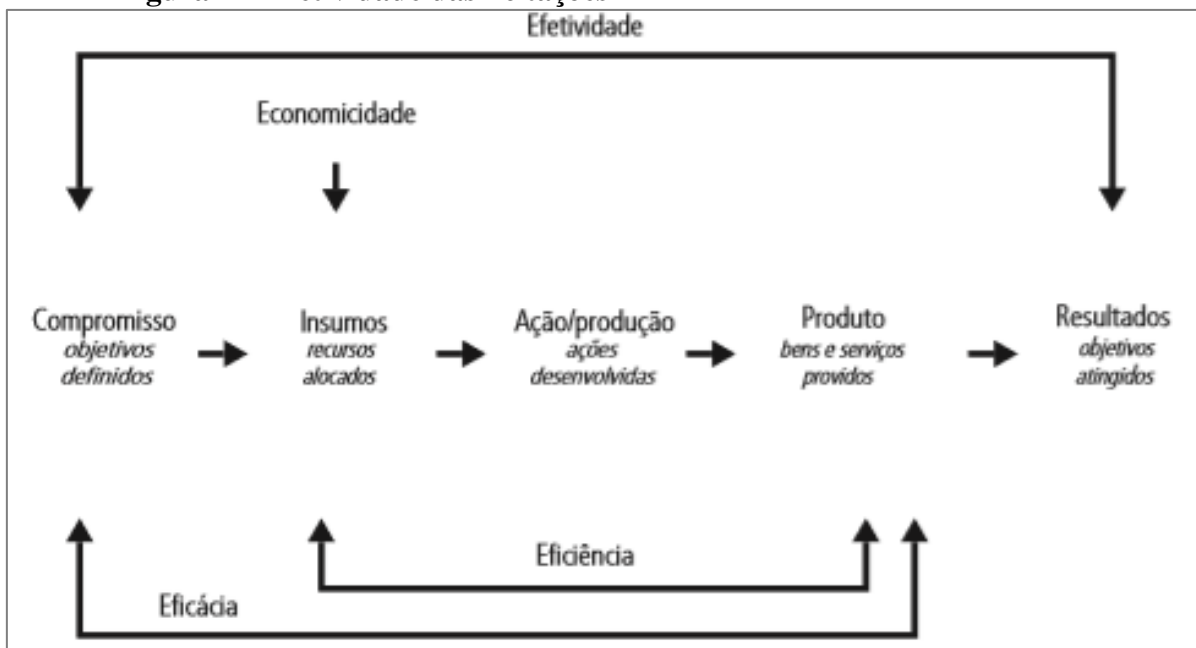 Efetividade
Economicidade
Compromisso
objetivos
definidos
Insumos
recursos
alocados
Ação/produção
ações
desenvolvidas
Produto
bens e serviços
providos
Resultados
objetivos
atingidos
Eficiência
Eficácia